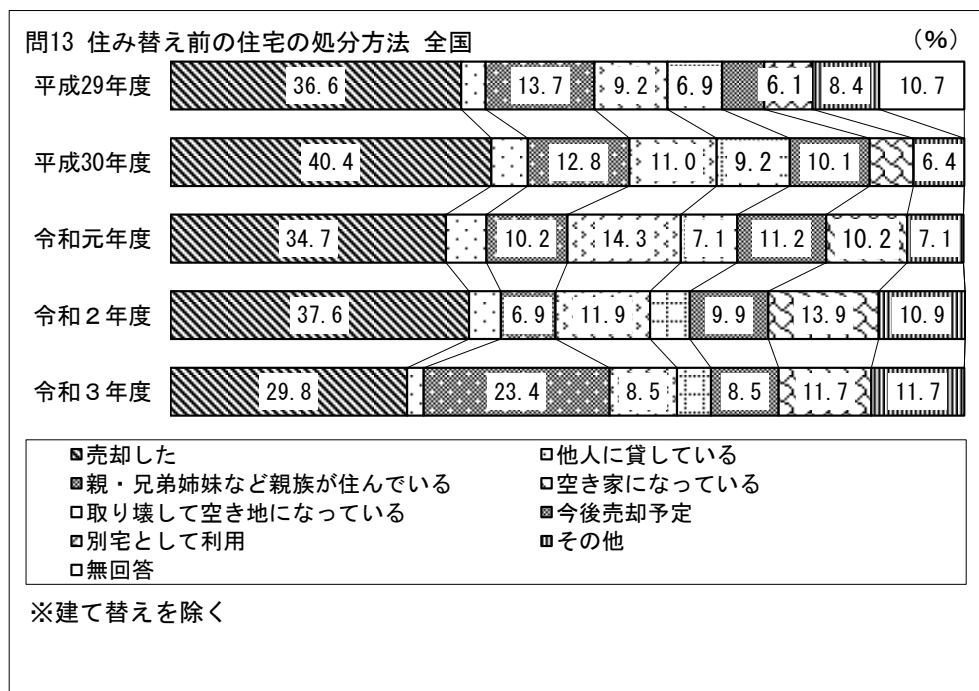 問13 住み替え前の住宅の処分方法 全国 （%）
平成29年度 36.6 13.7 9.2 6.9 6.1 8.4 10.7
平成30年度 40.4 12.8 11.0 9.2 10.1 6.4
令和元年度 34.7 10.2 14.3 7.1 11.2 10.2 7.1
令和２年度 37.6 6.9 11.9 9.9 13.9 10.9
令和３年度 29.8 23.4 8.5 8.5 11.7 11.7
売却した 他人に貸している
親・兄弟姉妹など親族が住んでいる 空き家になっている
取り壊して空き地になっている 今後売却予定
別宅として利用 その他
無回答
※建て替えを除く